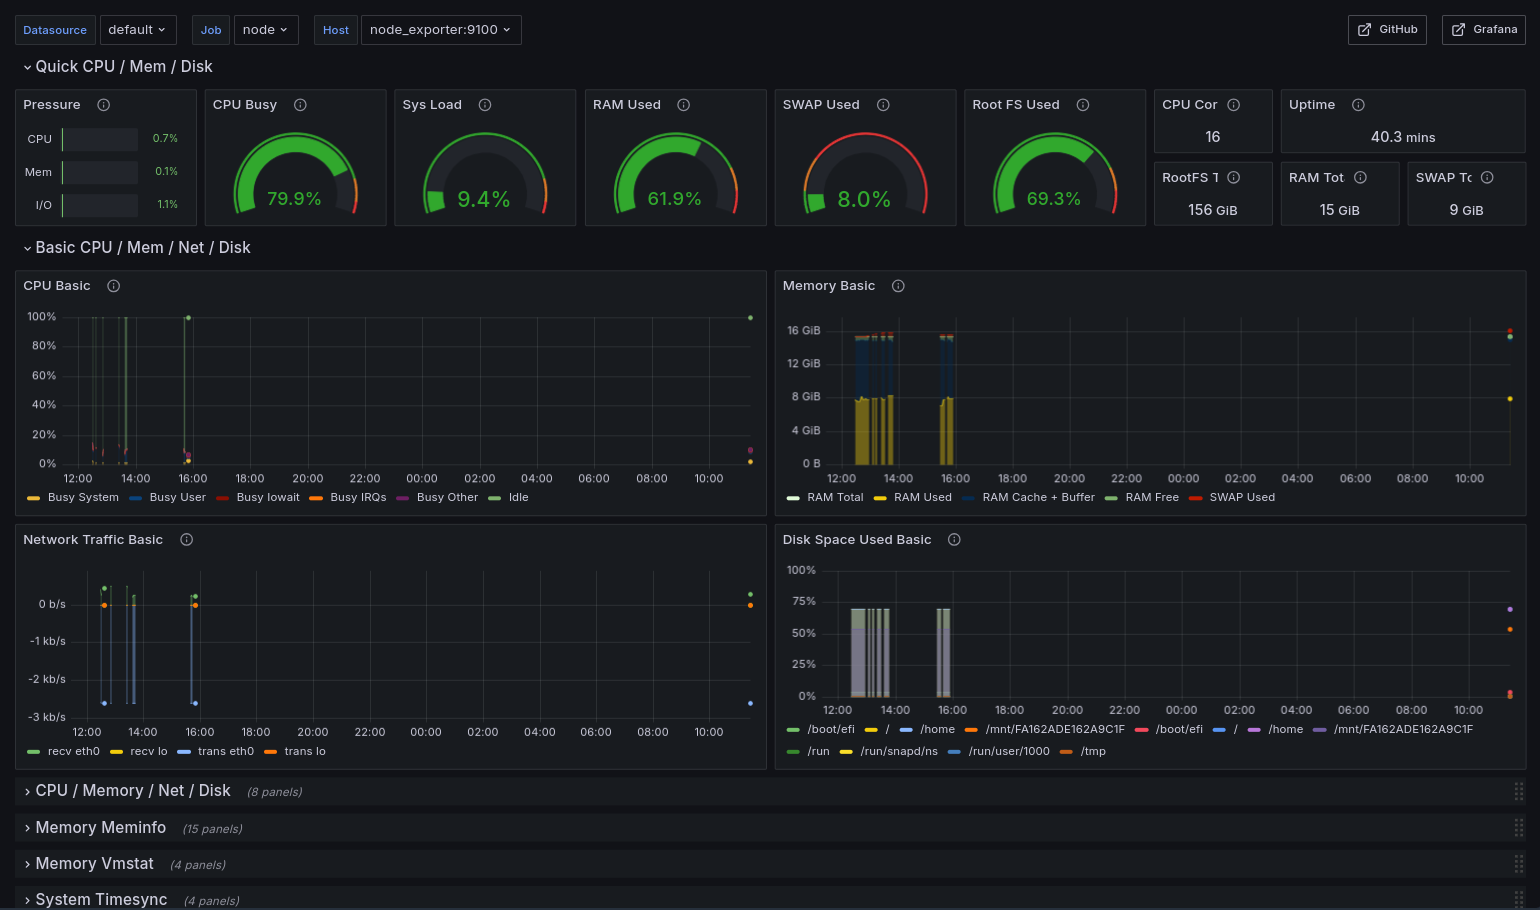 Datasource default Job node Host node_exporter:9100 GitHub Grafana
Quick CPU / Mem / Disk
Pressure CPU Busy Sys Load RAM Used SWAP Used Root FS Used CPU Cor Uptime
CPU 0.7%
Mem 0.1%
I/O 1.1%
79.9%
9.4%
61.9%
8.0%
69.3%
16
40.3 mins
RootFS T RAM Tot SWAP Tc
156 GiB 15 GiB 9 GiB
Basic CPU / Mem / Net / Disk
CPU Basic
100%
80%
60%
40%
20%
0%
12:00 14:00 16:00 18:00 20:00 22:00 00:00 02:00 04:00 06:00 08:00 10:00
Busy System Busy User Busy Iowait Busy IRQs Busy Other Idle
Memory Basic
16 GiB
12 GiB
8 GiB
4 GiB
0 B
12:00 14:00 16:00 18:00 20:00 22:00 00:00 02:00 04:00 06:00 08:00 10:00
RAM Total RAM Used RAM Cache + Buffer RAM Free SWAP Used
Network Traffic Basic
0 b/s
-1 kb/s
-2 kb/s
-3 kb/s
12:00 14:00 16:00 18:00 20:00 22:00 00:00 02:00 04:00 06:00 08:00 10:00
recv eth0 recv lo trans eth0 trans lo
Disk Space Used Basic
100%
75%
50%
25%
0%
12:00 14:00 16:00 18:00 20:00 22:00 00:00 02:00 04:00 06:00 08:00 10:00
/boot/efi / /home /mnt/FA162ADE162A9C1F /boot/efi / /home /mnt/FA162ADE162A9C1F
/run /run/snapd/ns /run/user/1000 /tmp
CPU / Memory / Net / Disk (8 panels)
Memory Meminfo (15 panels)
Memory Vmstat (4 panels)
System Timesync (4 panels)